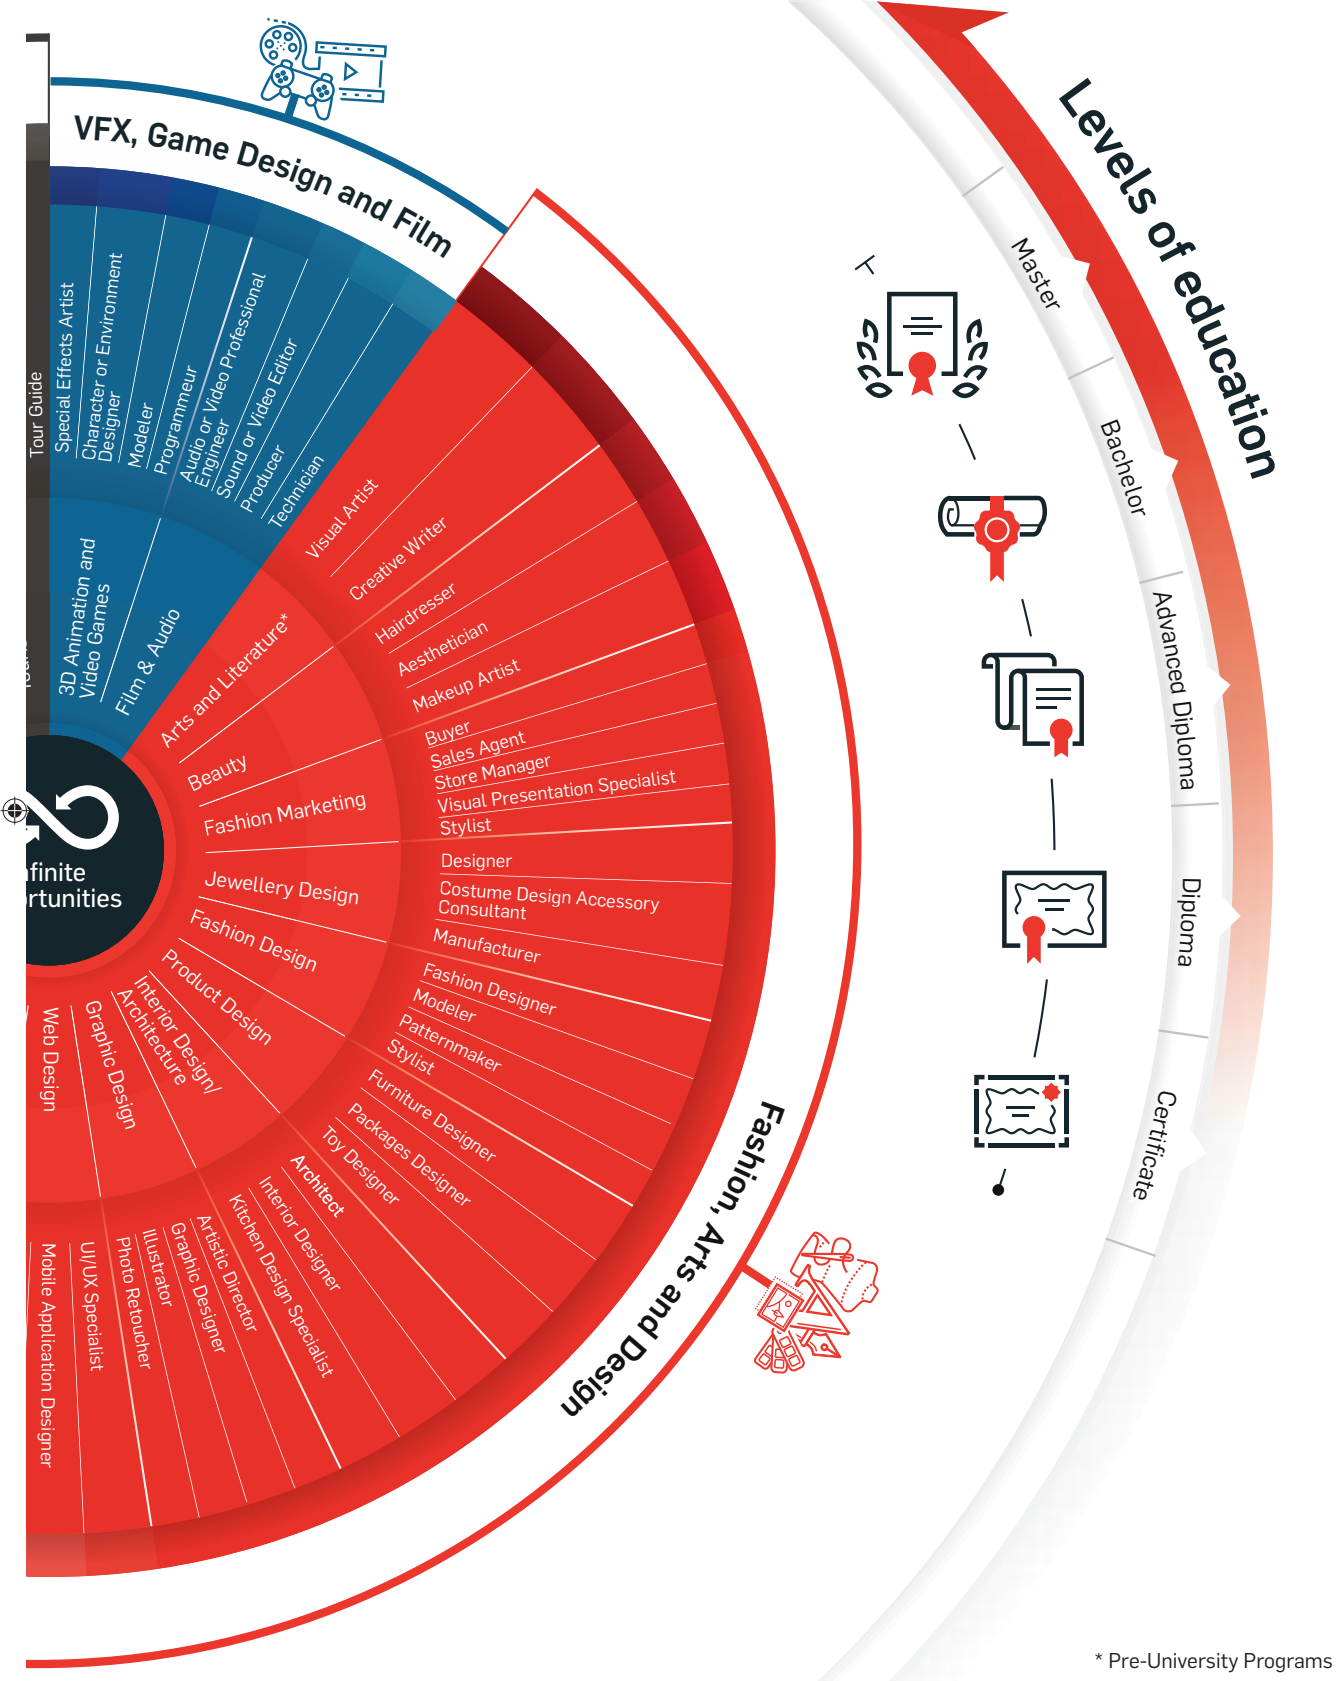 VFX, Game Design and Film
Tour Guide
Special Effects Artist
Character or Environment
Designer
Modeler
Programmeur
Audio or Video Professional
Engineer
Sound or Video Editor
Producer
Technician
3D Animation and
Video Games
Film & Audio
Visual Artist
Creative Writer
Hairdresser
Aesthetician
Makeup Artist
Buyer
Sales Agent
Store Manager
Visual Presentation Specialist
Stylist
Designer
Costume Design Accessory
Consultant
Manufacturer
Fashion Designer
Modeler
Patternmaker
Stylist
Furniture Designer
Packages Designer
Toy Designer
Architect
Interior Designer
Kitchen Design Specialist
Artistic Director
Graphic Designer
Illustrator
Photo Retoucher
UI/UX Specialist
Mobile Application Designer
Arts and Literature*
Beauty
Fashion Marketing
Jewellery Design
Fashion Design
Product Design
Interior Design/
Architecture
Graphic Design
Web Design
nfinite
ortunities
Fashion, Arts and Design
Levels of education
Master
Bachelor
Advanced Diploma
Diploma
Certificate
* Pre-University Programs